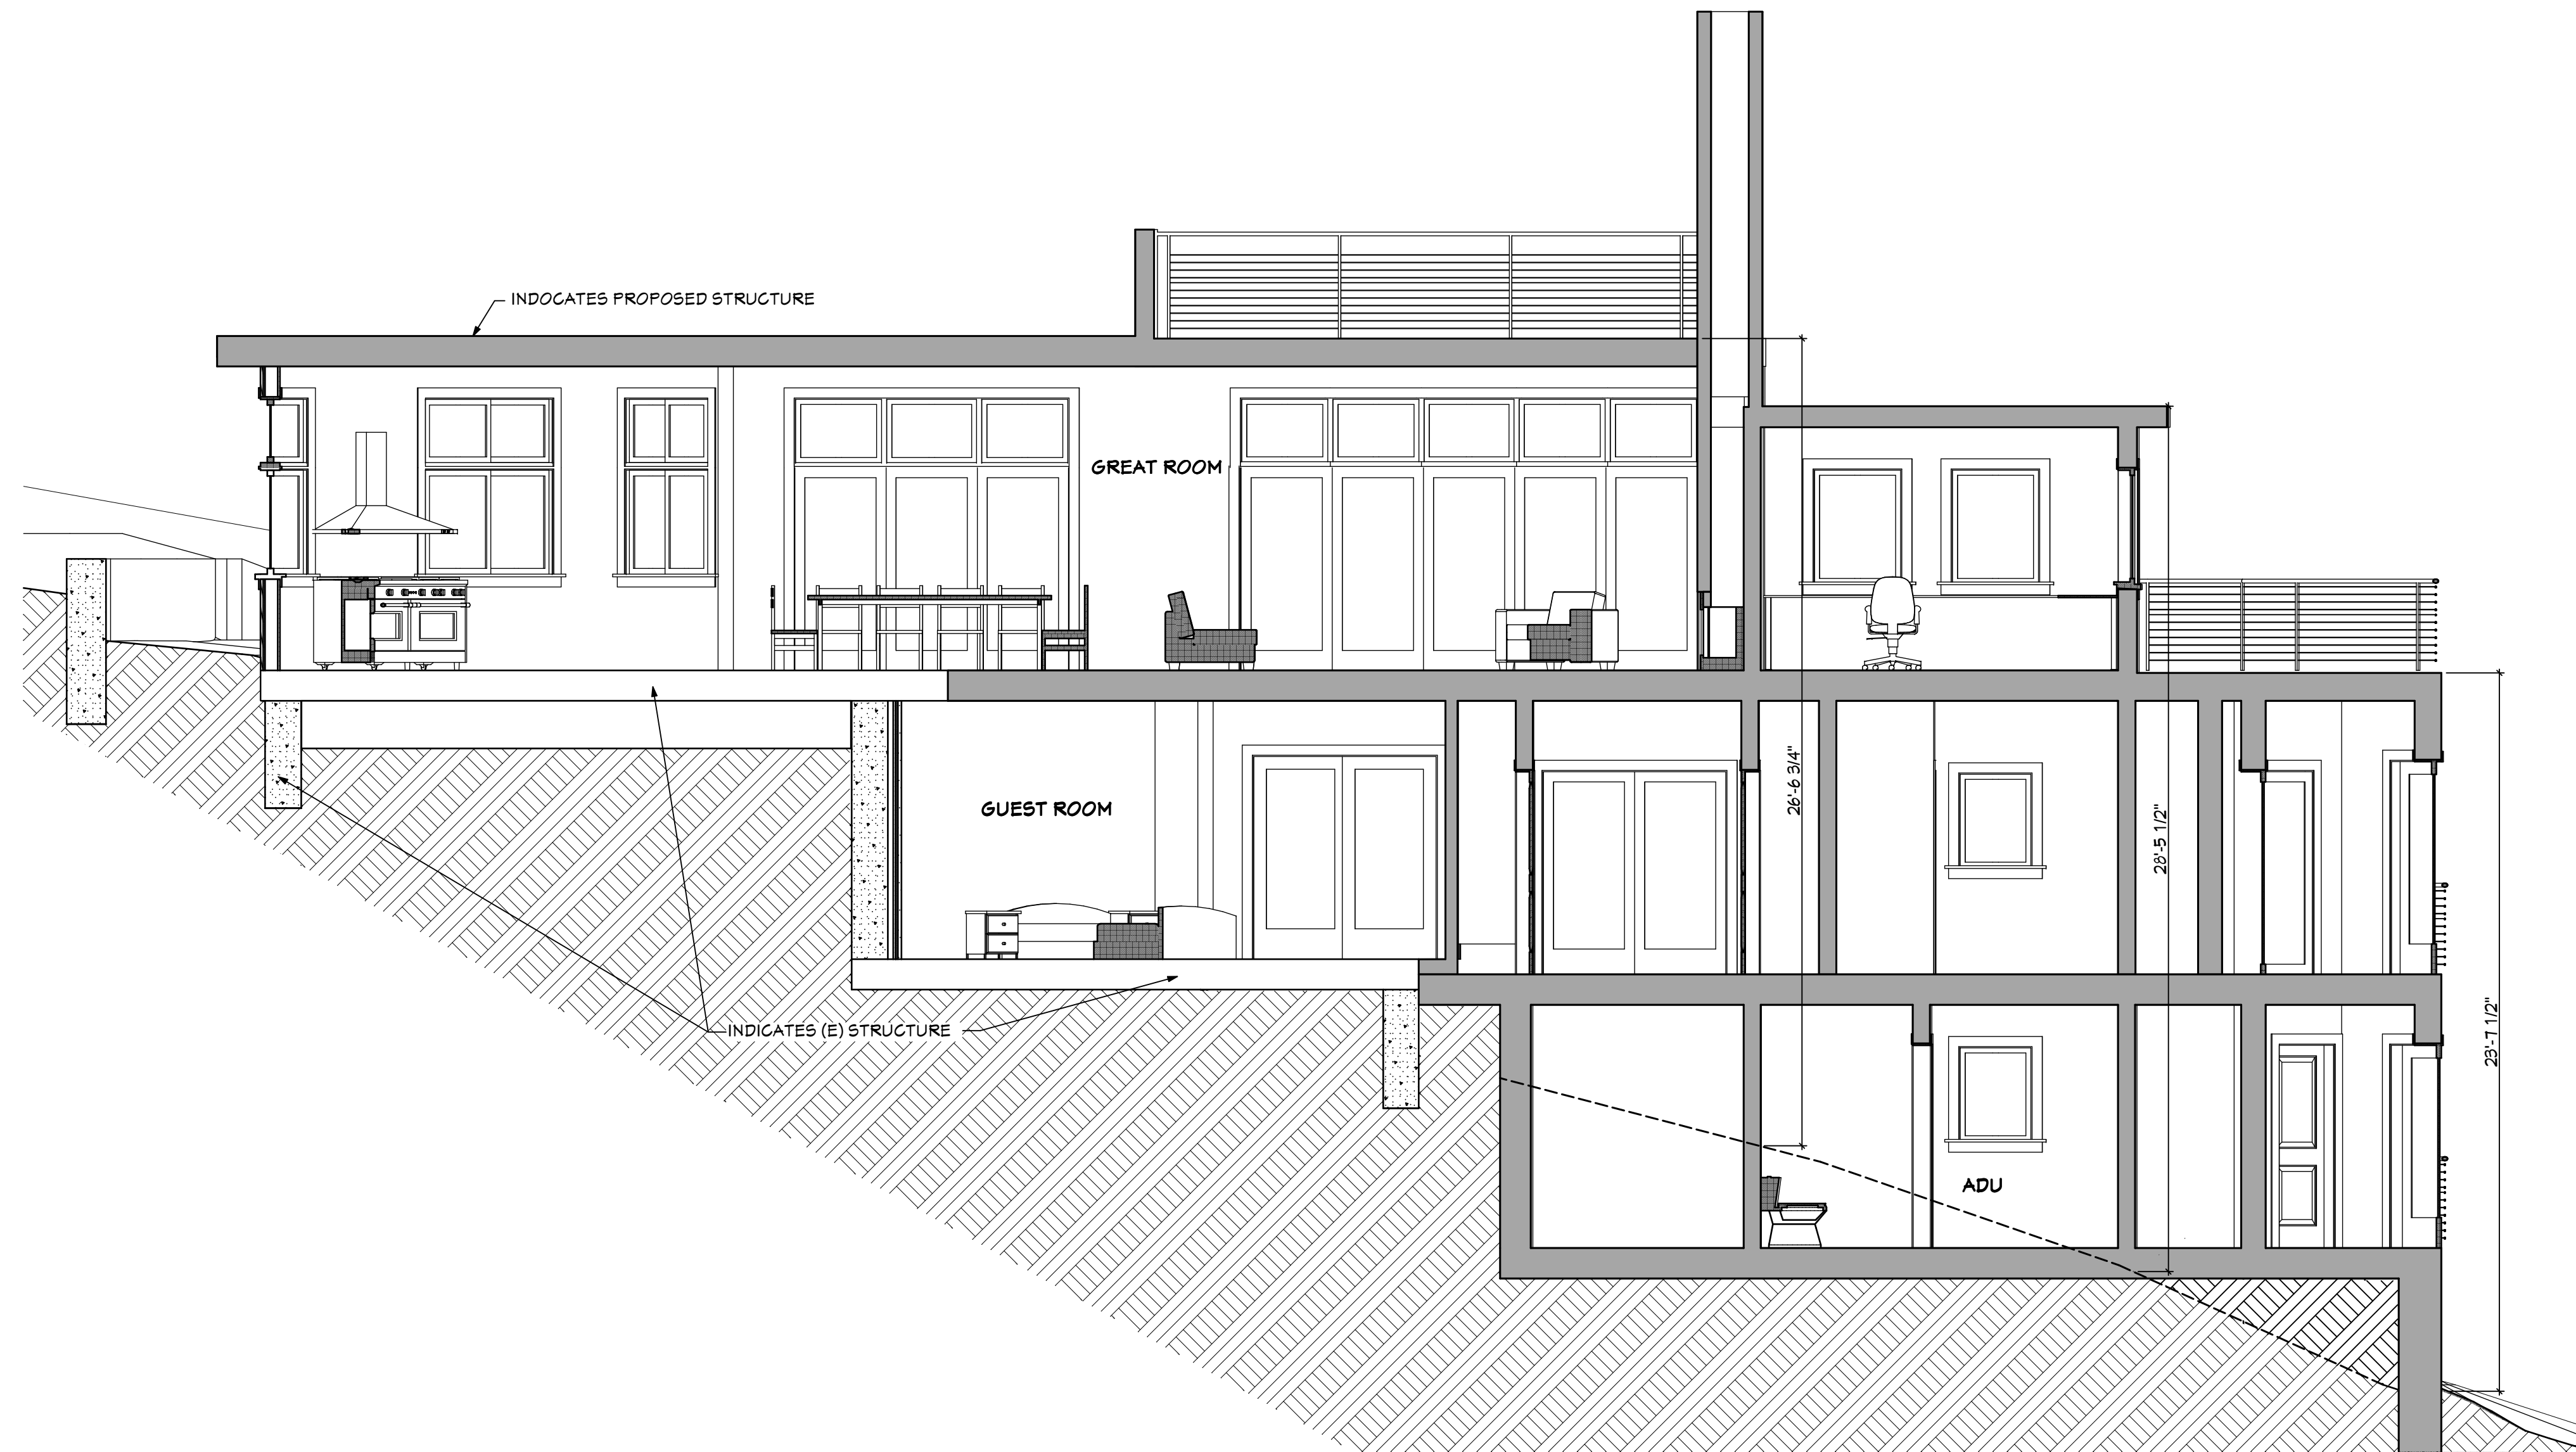 INDOCATES PROPOSED STRUCTURE
GREAT ROOM
GUEST ROOM
26'-6 3/4"
28'-5 1/2"
23'-7 1/2"
INDICATES (E) STRUCTURE
ADU